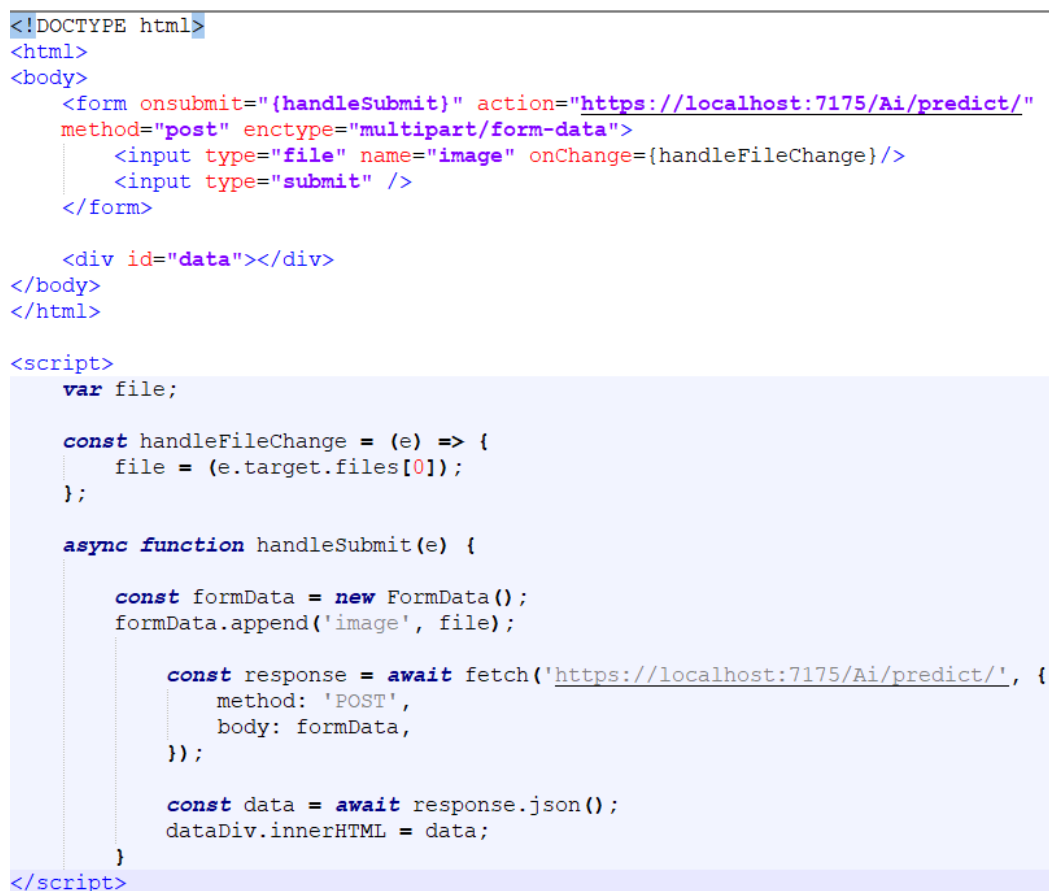 <!DOCTYPE html>
<html>
<body>
    <form onsubmit="{handleSubmit}" action="https://localhost:7175/Ai/predict/"
    method="post" enctype="multipart/form-data">
        <input type="file" name="image" onChange={handleFileChange}/>
        <input type="submit" />
    </form>

    <div id="data"></div>
</body>
</html>

<script>
    var file;

    const handleFileChange = (e) => {
        file = (e.target.files[0]);
    };

    async function handleSubmit(e) {

        const formData = new FormData();
        formData.append('image', file);

            const response = await fetch('https://localhost:7175/Ai/predict/', {
                method: 'POST',
                body: formData,
            });

            const data = await response.json();
            dataDiv.innerHTML = data;
        }
</script>